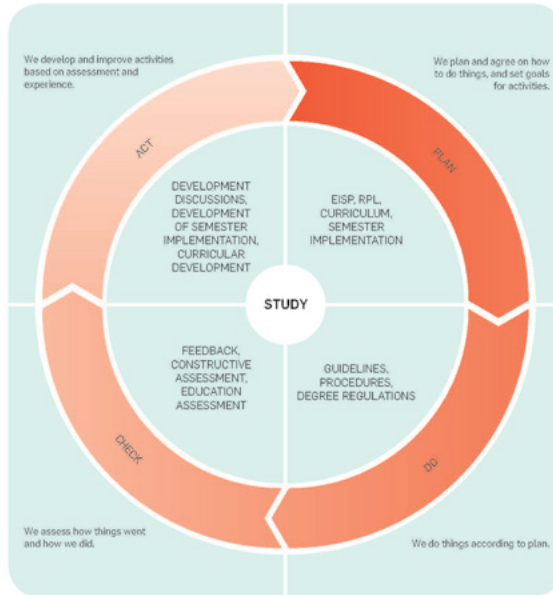 We develop and improve activities
based on assessment and
experience.
We plan and agree on how
to do things, and set goals
for activities.
ACT
PLAN
DEVELOPMENT
DISCUSSIONS,
DEVELOPMENT
OF SEMESTER
IMPLEMENTATION,
CURRICULAR
DEVELOPMENT
EISP, RPL,
CURRICULUM,
SEMESTER
IMPLEMENTATION
STUDY
FEEDBACK,
CONSTRUCTIVE
ASSESSMENT,
EDUCATION
ASSESSMENT
GUIDELINES,
PROCEDURES,
DEGREE REGULATIONS
CHECK
DO
We assess how things went
and how we did.
We do things according to plan.